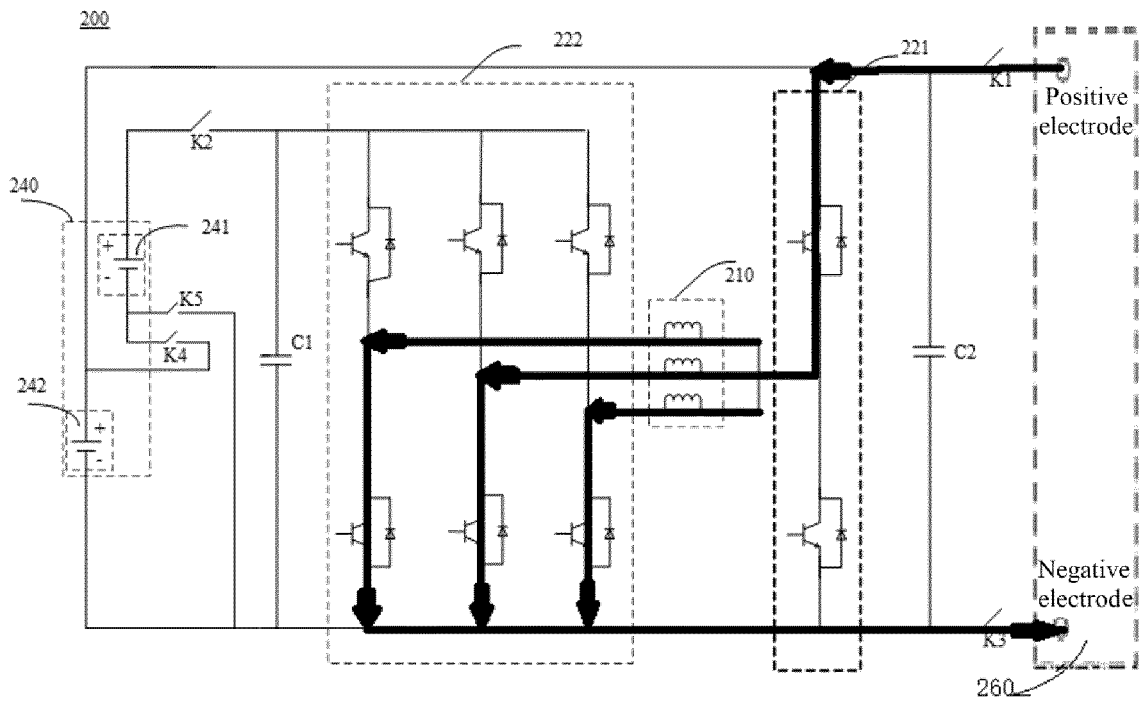 200
222
221
K1
Positive
electrode
K2
240
241
+
-
K5
K4
C1
210
C2
242
+
-
Negative
electrode
K3
260